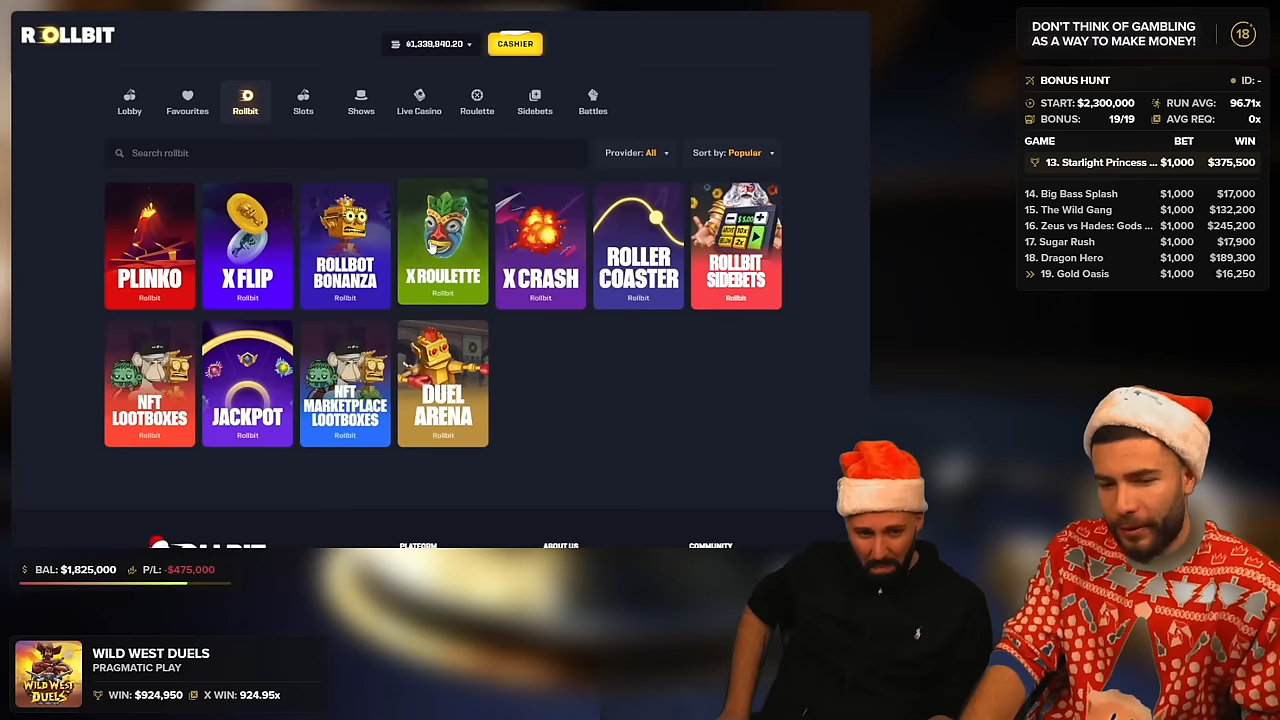 ROLLBIT
$1,339,940.20
CASHIER
Lobby
Favourites
Rollbit
Slots
Shows
Live Casino
Roulette
Sidebets
Battles
Search rollbit
Provider: All
Sort by: Popular
PLINKO
Rollbit
X FLIP
Rollbit
ROLLBOT
BONANZA
Rollbit
X ROULETTE
Rollbit
X CRASH
Rollbit
ROLLER
COASTER
Rollbit
$5.00
ROLLBIT
SIDEBETS
Rollbit
NFT
LOOTBOXES
Rollbit
JACKPOT
Rollbit
NFT
MARKETPLACE
LOOTBOXES
Rollbit
DUEL
ARENA
Rollbit
PLATFORM
ABOUT US
COMMUNITY
DON'T THINK OF GAMBLING
AS A WAY TO MAKE MONEY!
18
BONUS HUNT
ID: -
START: $2,300,000 RUN AVG: 96.71x
BONUS: 19/19 AVG REQ: 0x
GAME BET WIN
13. Starlight Princess ... $1,000 $375,500
14. Big Bass Splash $1,000 $17,000
15. The Wild Gang $1,000 $132,200
16. Zeus vs Hades: Gods ... $1,000 $245,200
17. Sugar Rush $1,000 $17,900
18. Dragon Hero $1,000 $189,300
19. Gold Oasis $1,000 $16,250
BAL: $1,825,000 P/L: -$475,000
WILD WEST
DUELS
WILD WEST DUELS
PRAGMATIC PLAY
WIN: $924,950 X WIN: 924.95x